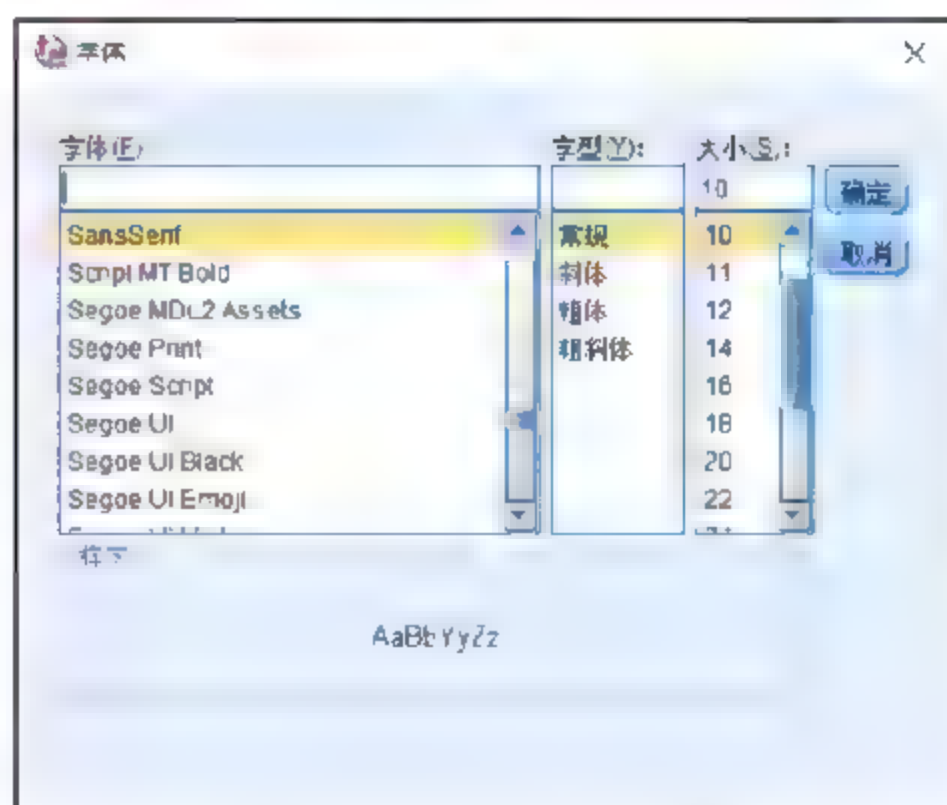 字体
字体(F)
字型(Y):
大小(S):
10
确定
取消
SansSerif
Script MT Bold
Segoe MDL2 Assets
Segoe Print
Segoe Script
Segoe UI
Segoe UI Black
Segoe UI Emoji
常规
斜体
粗体
粗斜体
10
11
12
14
16
18
20
22
AaBbYyZz